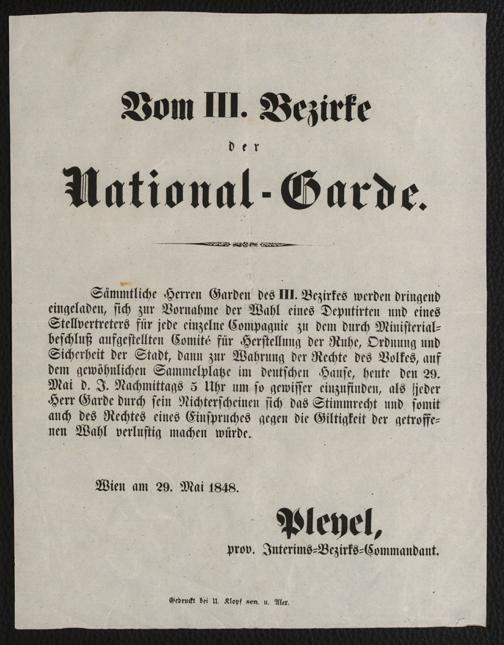 Vom III. Bezirke
der
National-Garde.
Sämmtliche Herren Garden des III. Bezirkes werden dringend
eingeladen, sich zur Vornahme der Wahl eines Deputirten und eines
Stellvertreters für jede einzelne Compagnie zu dem durch Ministerial-
beschluß aufgestellten Comité für Herstellung der Ruhe, Ordnung und
Sicherheit der Stadt, dann zur Wahrung der Rechte des Volkes, auf
dem gewöhnlichen Sammelplatze im deutschen Hause, heute den 29.
Mai d. J. Nachmittags 5 Uhr um so gewisser einzufinden, als jeder
Herr Garde durch sein Nichterscheinen sich das Stimmrecht und somit
auch des Rechtes eines Einspruches gegen die Giltigkeit der getroffe-
nen Wahl verlustig machen würde.
Wien am 29. Mai 1848.
Pleyel,
prov. Interims-Bezirks-Commandant.
Gedruckt bei U. Klopf sen. u. Alex.